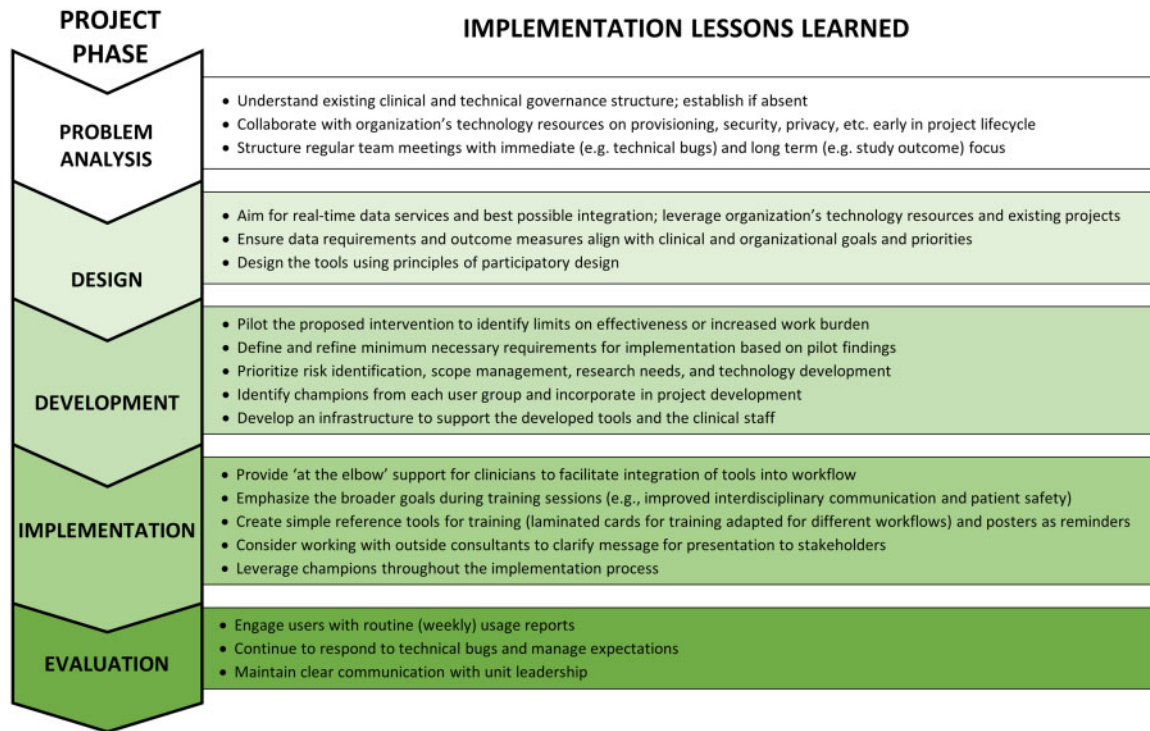 PROJECT
PHASE
IMPLEMENTATION LESSONS LEARNED
PROBLEM
ANALYSIS
• Understand existing clinical and technical governance structure; establish if absent
• Collaborate with organization’s technology resources on provisioning, security, privacy, etc. early in project lifecycle
• Structure regular team meetings with immediate (e.g. technical bugs) and long term (e.g. study outcome) focus
DESIGN
• Aim for real-time data services and best possible integration; leverage organization’s technology resources and existing projects
• Ensure data requirements and outcome measures align with clinical and organizational goals and priorities
• Design the tools using principles of participatory design
DEVELOPMENT
• Pilot the proposed intervention to identify limits on effectiveness or increased work burden
• Define and refine minimum necessary requirements for implementation based on pilot findings
• Prioritize risk identification, scope management, research needs, and technology development
• Identify champions from each user group and incorporate in project development
• Develop an infrastructure to support the developed tools and the clinical staff
IMPLEMENTATION
• Provide ‘at the elbow’ support for clinicians to facilitate integration of tools into workflow
• Emphasize the broader goals during training sessions (e.g., improved interdisciplinary communication and patient safety)
• Create simple reference tools for training (laminated cards for training adapted for different workflows) and posters as reminders
• Consider working with outside consultants to clarify message for presentation to stakeholders
• Leverage champions throughout the implementation process
EVALUATION
• Engage users with routine (weekly) usage reports
• Continue to respond to technical bugs and manage expectations
• Maintain clear communication with unit leadership